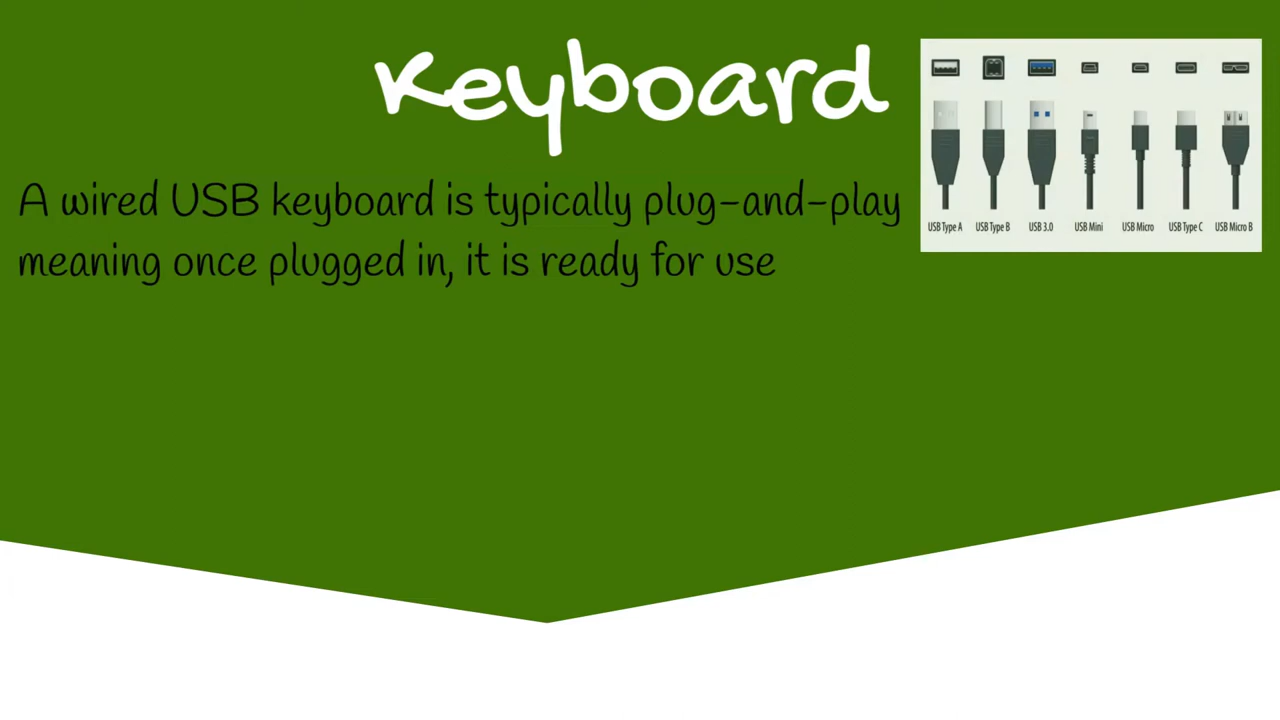 Keyboard
A wired USB keyboard is typically plug-and-play
meaning once plugged in, it is ready for use
USB Type A USB Type B USB 3.0 USB Mini USB Micro USB Type C USB Micro B